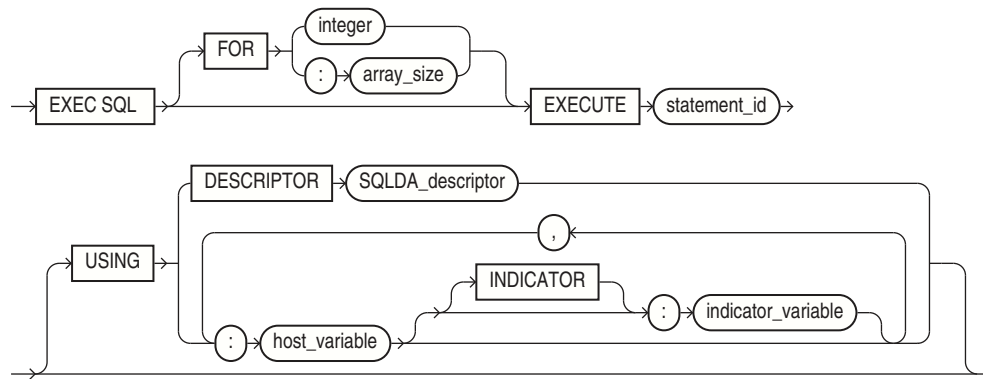 integer
FOR
: array_size
EXEC SQL EXECUTE statement_id
DESCRIPTOR SQLDA_descriptor
,
USING INDICATOR
: host_variable : indicator_variable